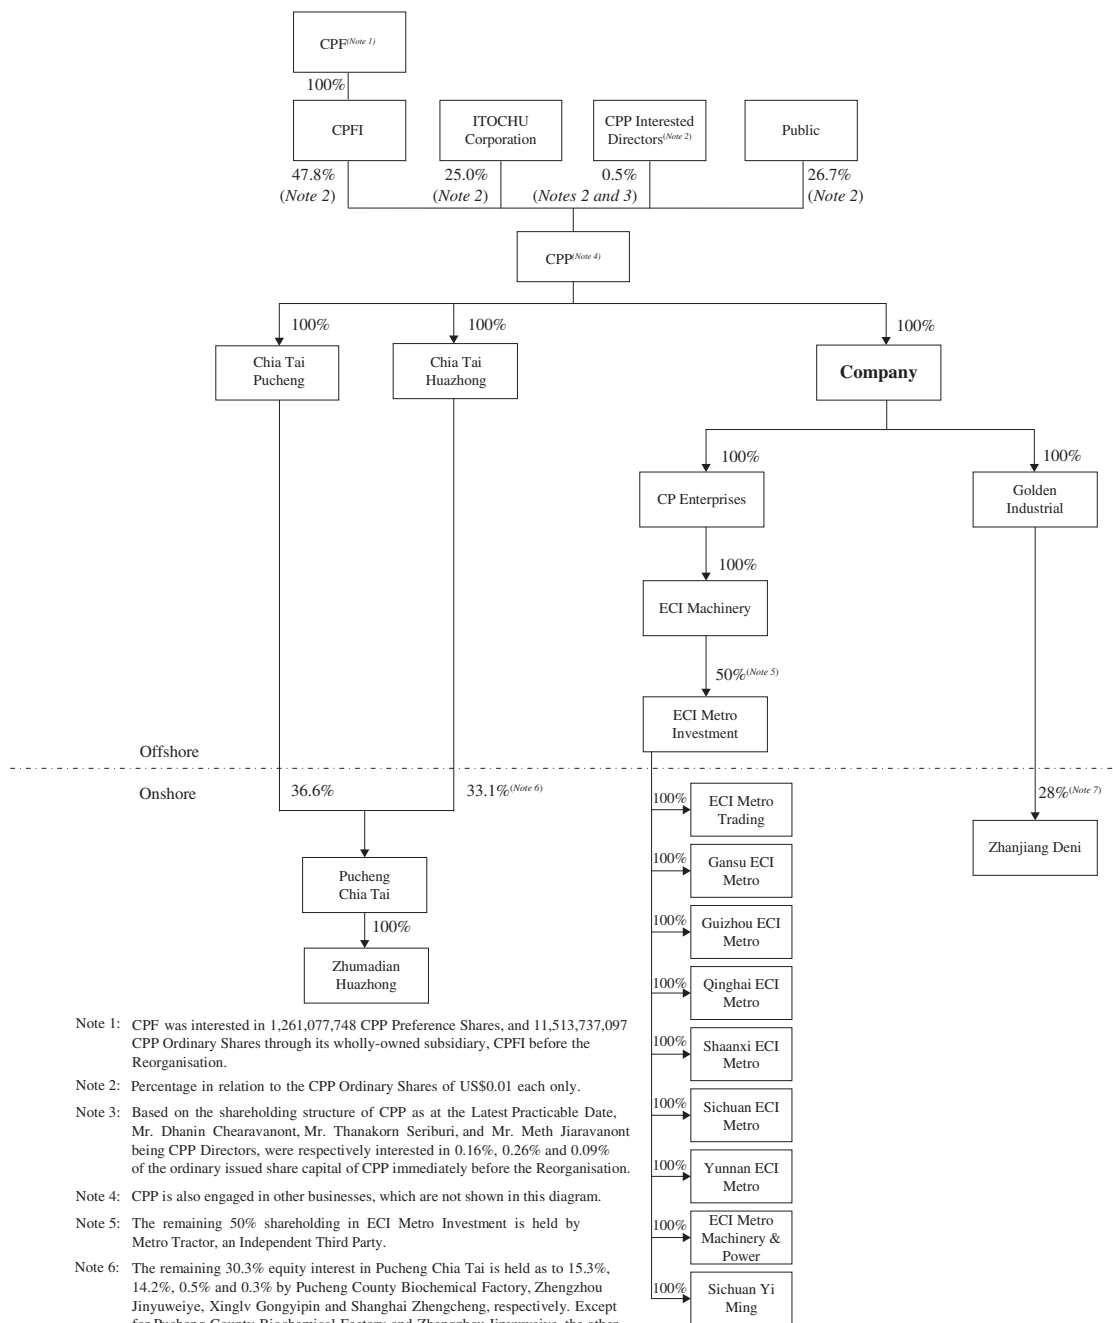 CPF(Note 1)
100%
CPFI
ITOCHU
Corporation
CPP Interested
Directors(Note 2)
Public
47.8%
(Note 2)
25.0%
(Note 2)
0.5%
(Notes 2 and 3)
26.7%
(Note 2)
CPP(Note 4)
100%
100%
100%
Chia Tai
Pucheng
Chia Tai
Huazhong
Company
100%
100%
CP Enterprises
Golden
Industrial
100%
ECI Machinery
50%(Note 5)
ECI Metro
Investment
Offshore
Onshore
36.6%
33.1%(Note 6)
28%(Note 7)
Pucheng
Chia Tai
100%
Zhumadian
Huazhong
Zhanjiang Deni
100%
ECI Metro
Trading
100%
Gansu ECI
Metro
100%
Guizhou ECI
Metro
100%
Qinghai ECI
Metro
100%
Shaanxi ECI
Metro
100%
Sichuan ECI
Metro
100%
Yunnan ECI
Metro
100%
ECI Metro
Machinery &
Power
100%
Sichuan Yi
Ming
Note 1: CPF was interested in 1,261,077,748 CPP Preference Shares, and 11,513,737,097
CPP Ordinary Shares through its wholly-owned subsidiary, CPFI before the
Reorganisation.
Note 2: Percentage in relation to the CPP Ordinary Shares of US$0.01 each only.
Note 3: Based on the shareholding structure of CPP as at the Latest Practicable Date,
Mr. Dhanin Chearavanont, Mr. Thanakorn Seriburi, and Mr. Meth Jiaravanont
being CPP Directors, were respectively interested in 0.16%, 0.26% and 0.09%
of the ordinary issued share capital of CPP immediately before the Reorganisation.
Note 4: CPP is also engaged in other businesses, which are not shown in this diagram.
Note 5: The remaining 50% shareholding in ECI Metro Investment is held by
Metro Tractor, an Independent Third Party.
Note 6: The remaining 30.3% equity interest in Pucheng Chia Tai is held as to 15.3%,
14.2%, 0.5% and 0.3% by Pucheng County Biochemical Factory, Zhengzhou
Jinyuweiye, Xinglv Gongyipin and Shanghai Zhengcheng, respectively. Except
for Pucheng County Biochemical Factory and Zhengzhou Jinyuweiye, the other